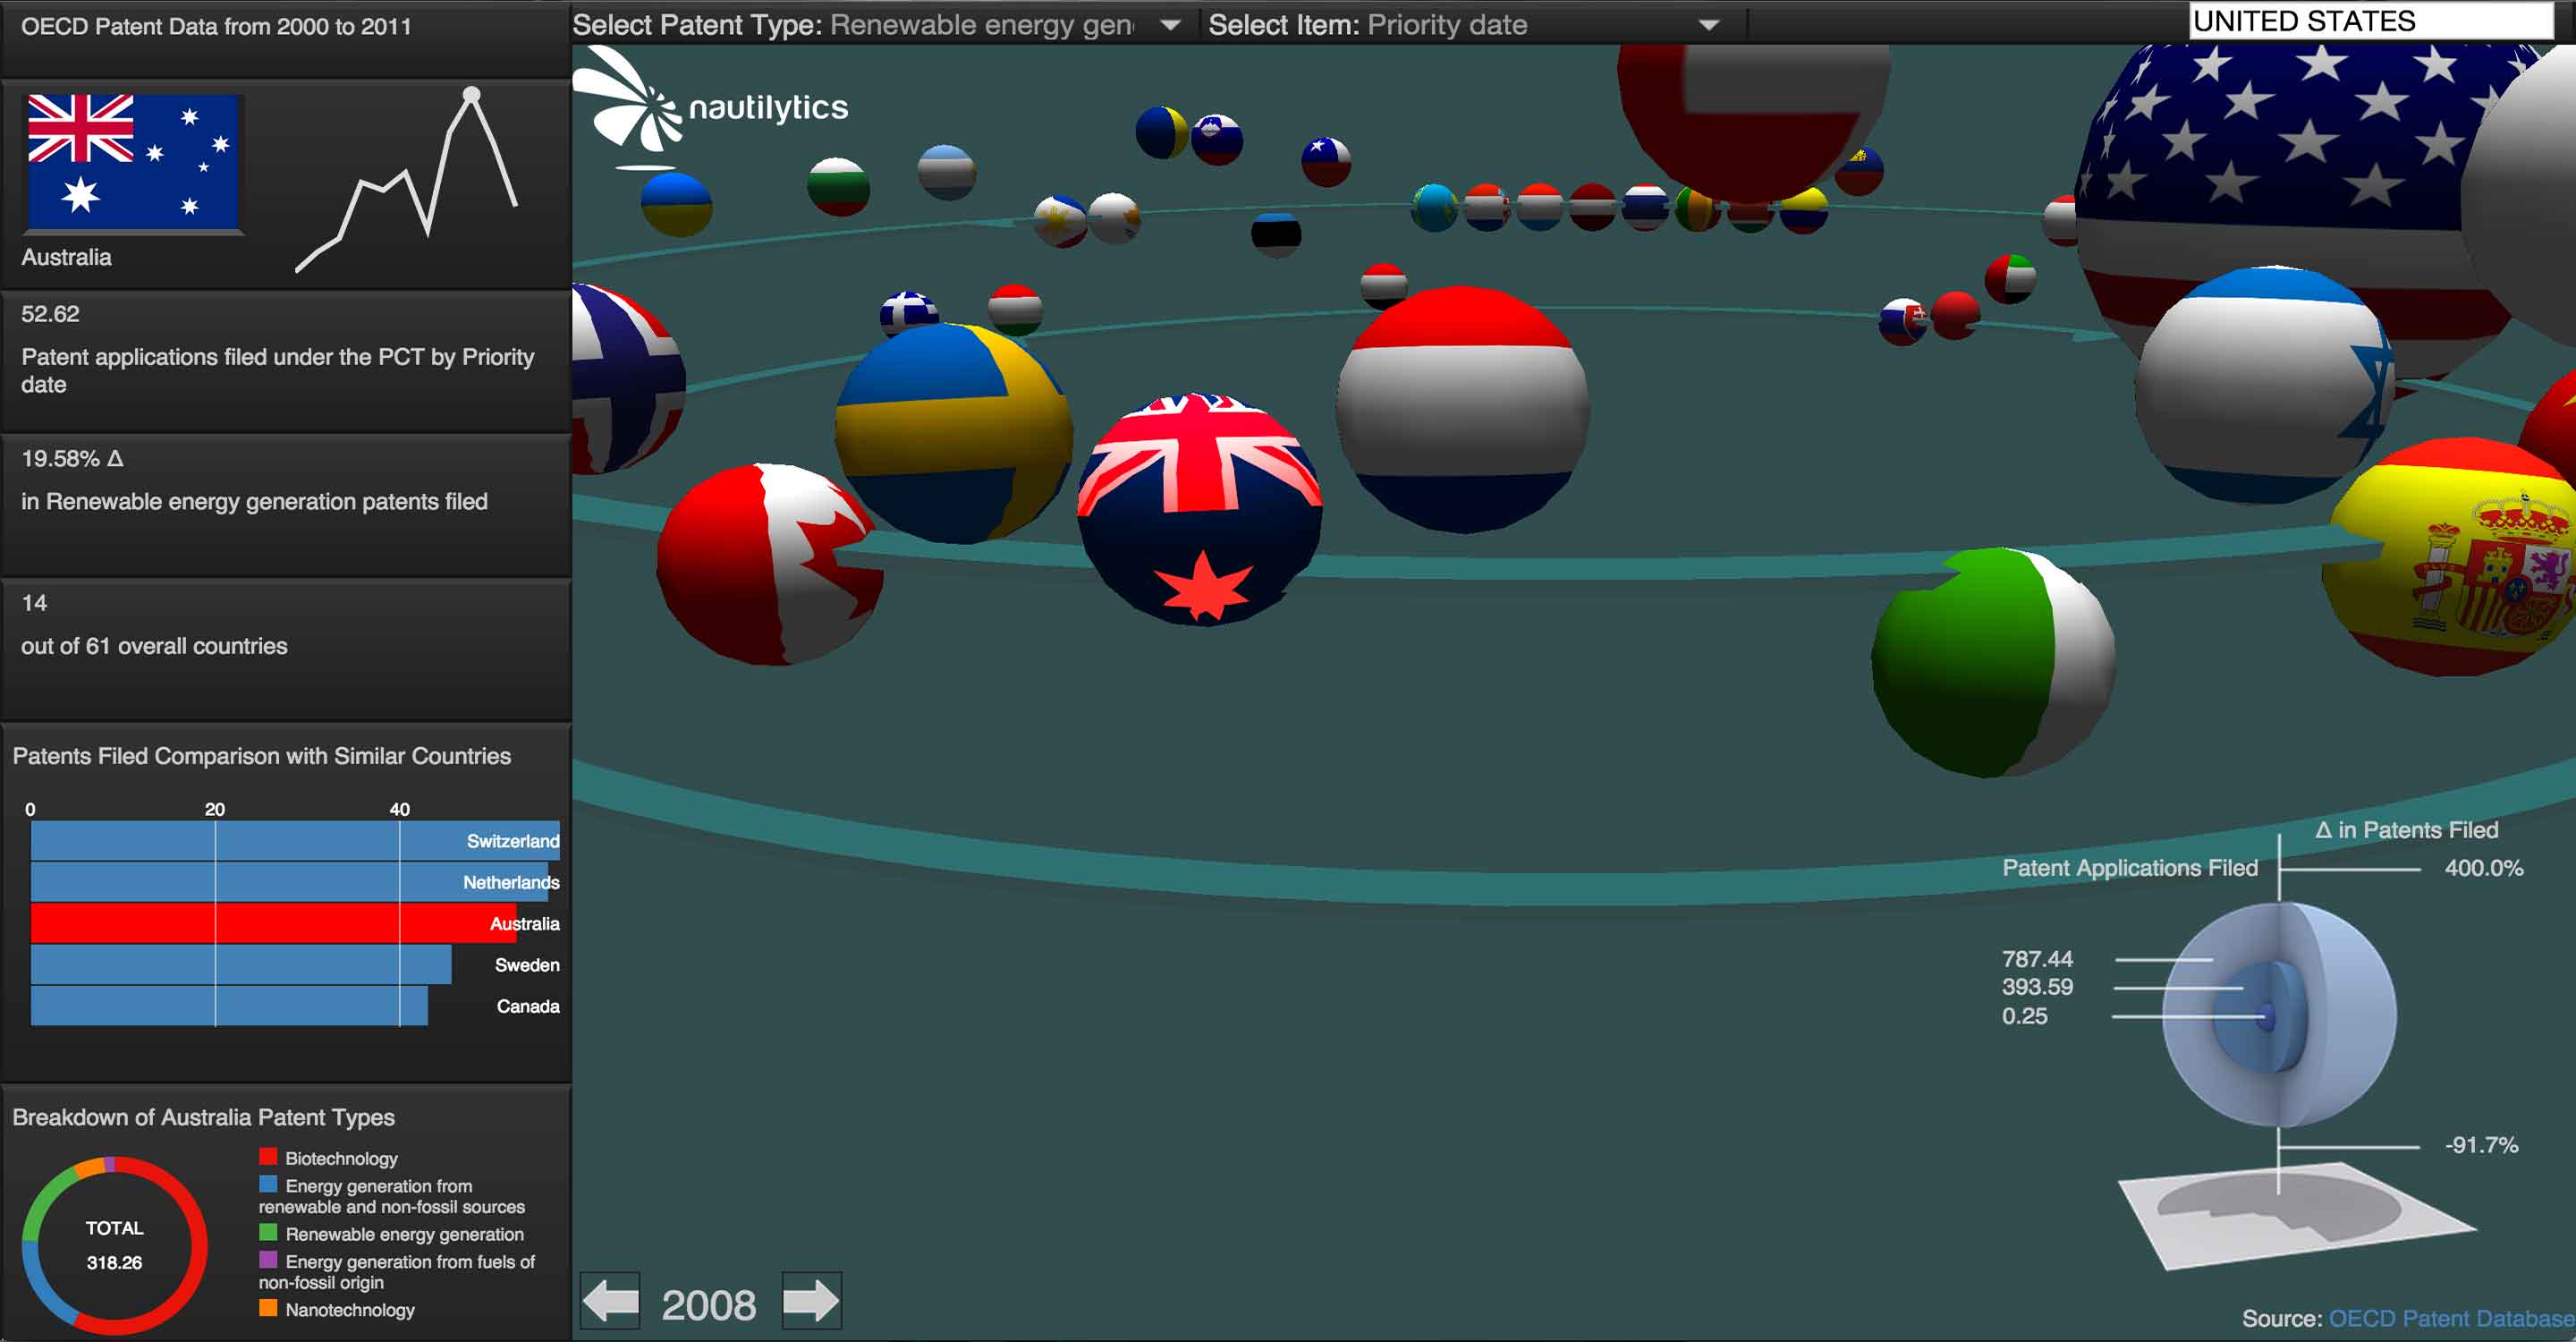 OECD Patent Data from 2000 to 2011
Select Patent Type: Renewable energy gen
Select Item: Priority date
UNITED STATES
nautilytics
Australia
52.62
Patent applications filed under the PCT by Priority
date
19.58% Δ
in Renewable energy generation patents filed
14
out of 61 overall countries
Patents Filed Comparison with Similar Countries
0 20 40
Switzerland
Netherlands
Australia
Sweden
Canada
Breakdown of Australia Patent Types
TOTAL
318.26
Biotechnology
Energy generation from
renewable and non-fossil sources
Renewable energy generation
Energy generation from fuels of
non-fossil origin
Nanotechnology
2008
Δ in Patents Filed
Patent Applications Filed
400.0%
787.44
393.59
0.25
-91.7%
Source: OECD Patent Database